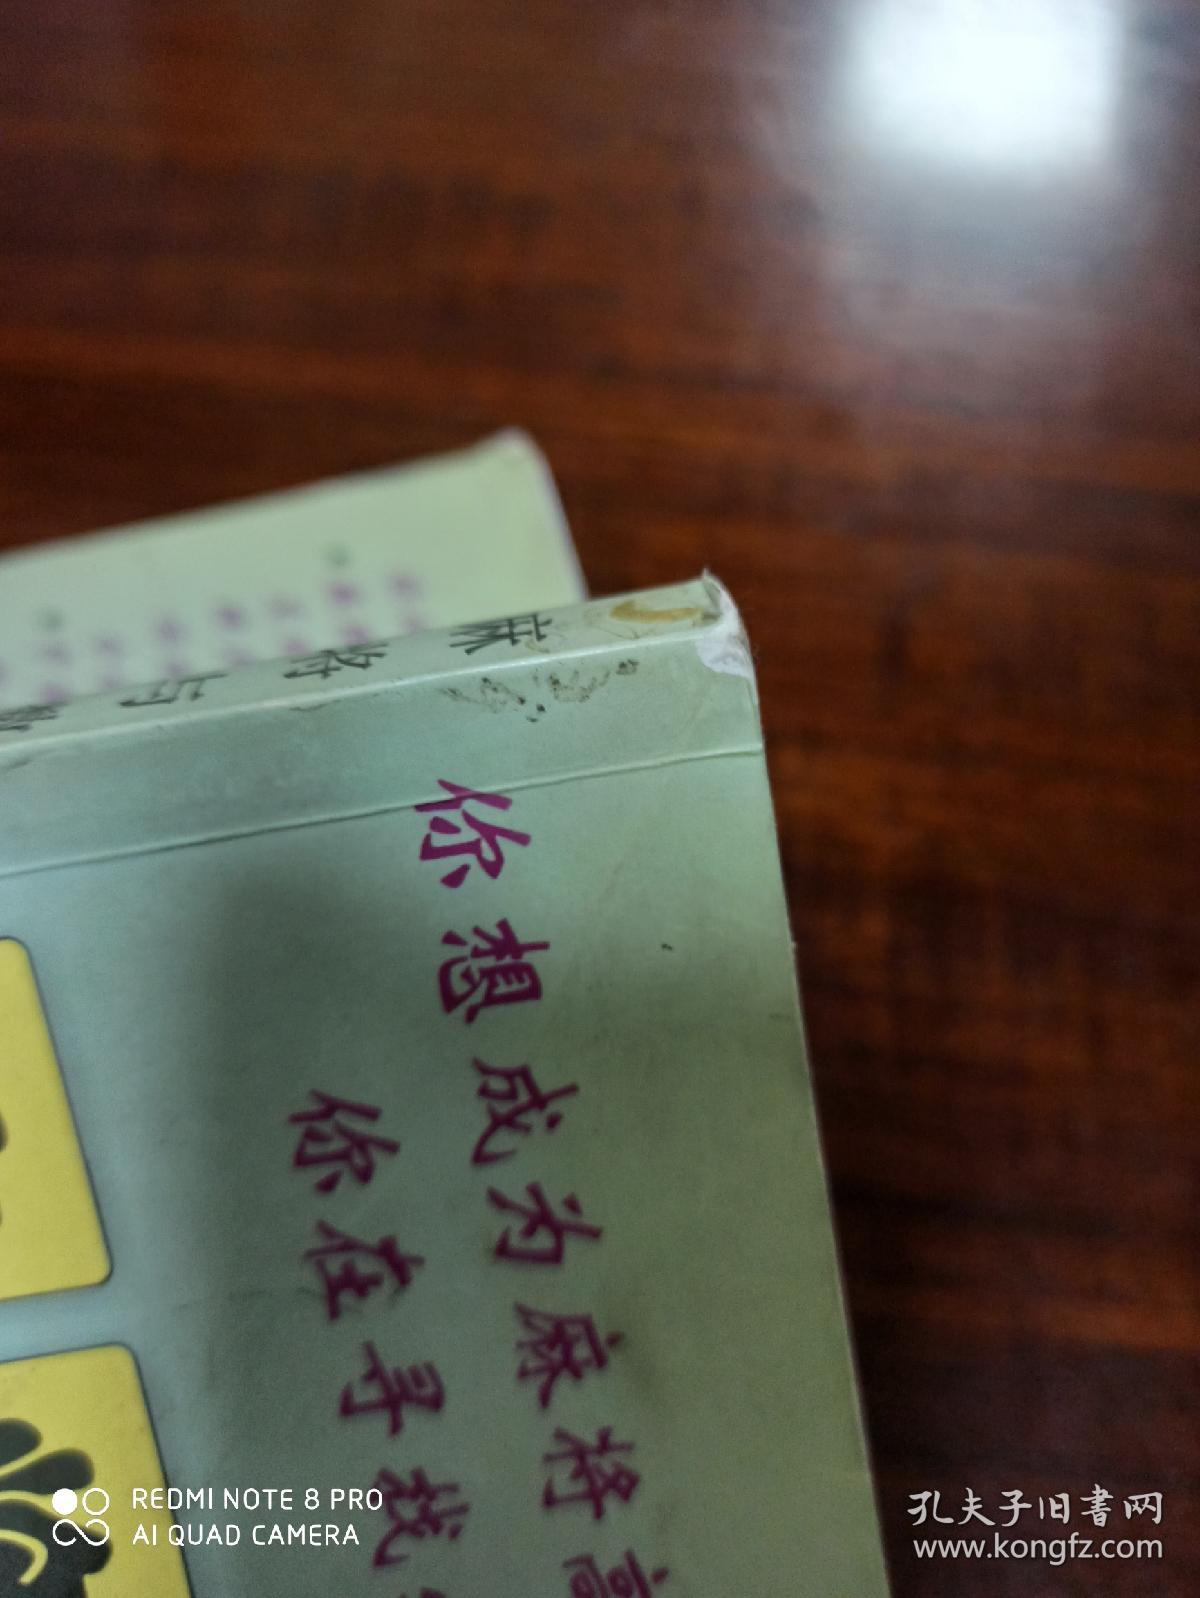 麻将与
你想成为麻将高
你在寻找
REDMI NOTE 8 PRO
AI QUAD CAMERA
孔夫子旧書网
www.kongfz.com